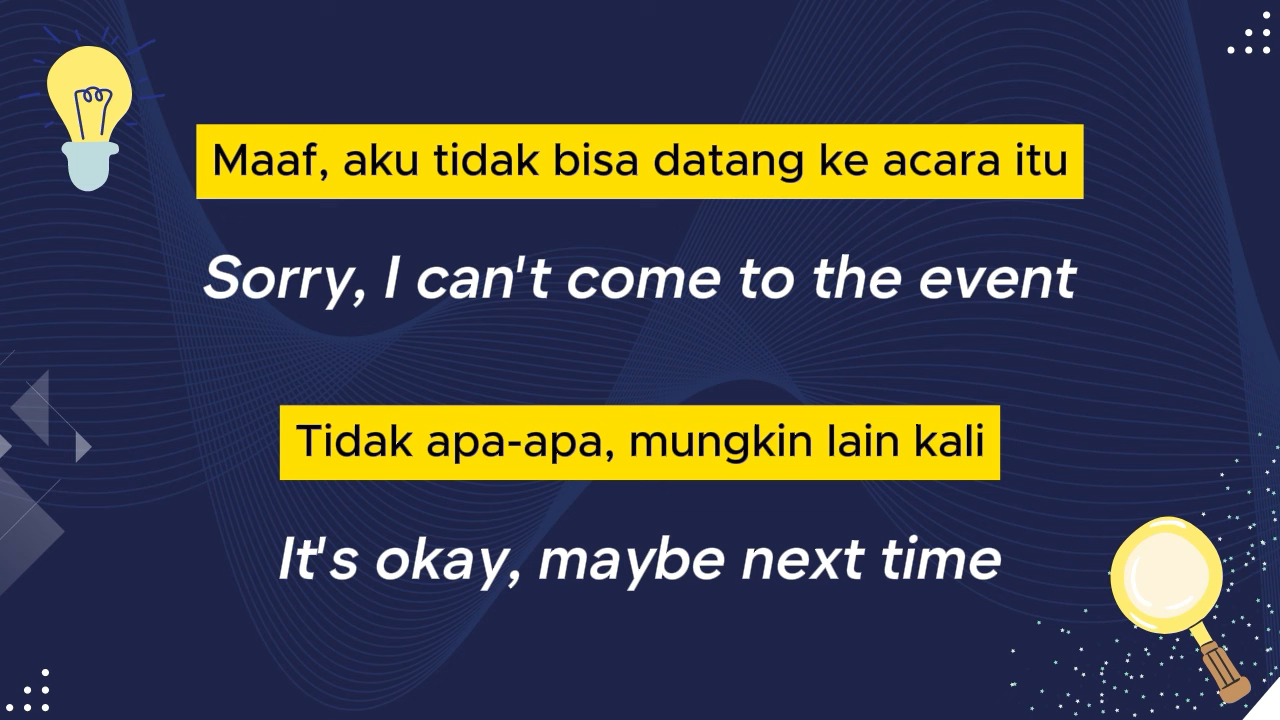 Maaf, aku tidak bisa datang ke acara itu
Sorry, I can't come to the event
Tidak apa-apa, mungkin lain kali
It's okay, maybe next time